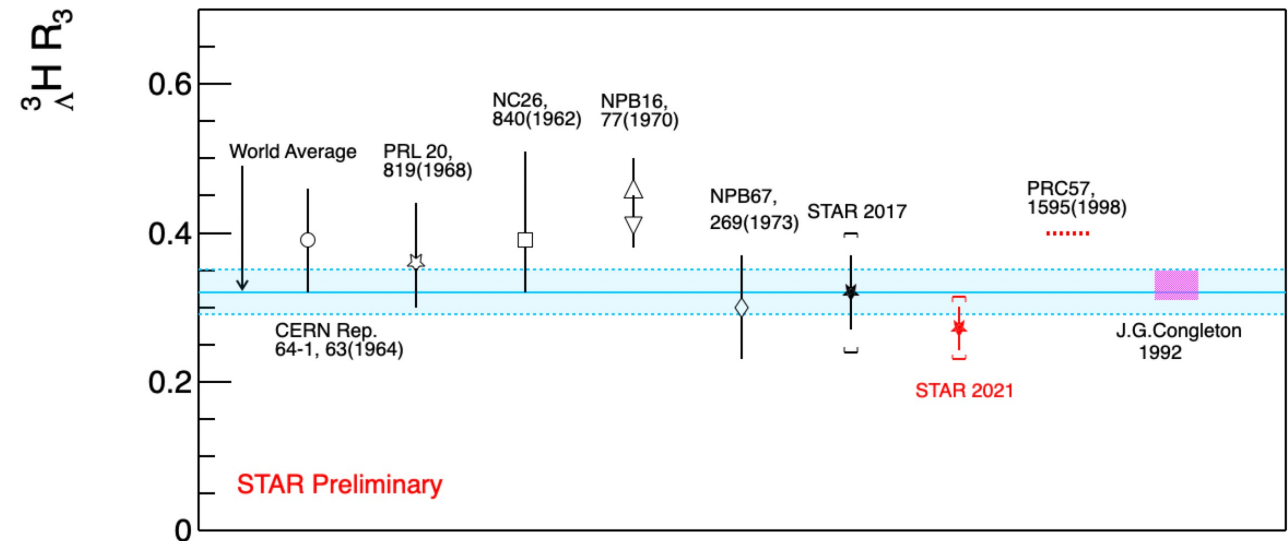 ³ΛH R₃
0.6
0.4
0.2
0
World Average
CERN Rep.
64-1, 63(1964)
PRL 20,
819(1968)
NC26,
840(1962)
NPB16,
77(1970)
NPB67,
269(1973)
STAR 2017
STAR 2021
PRC57,
1595(1998)
J.G.Congleton
1992
STAR Preliminary